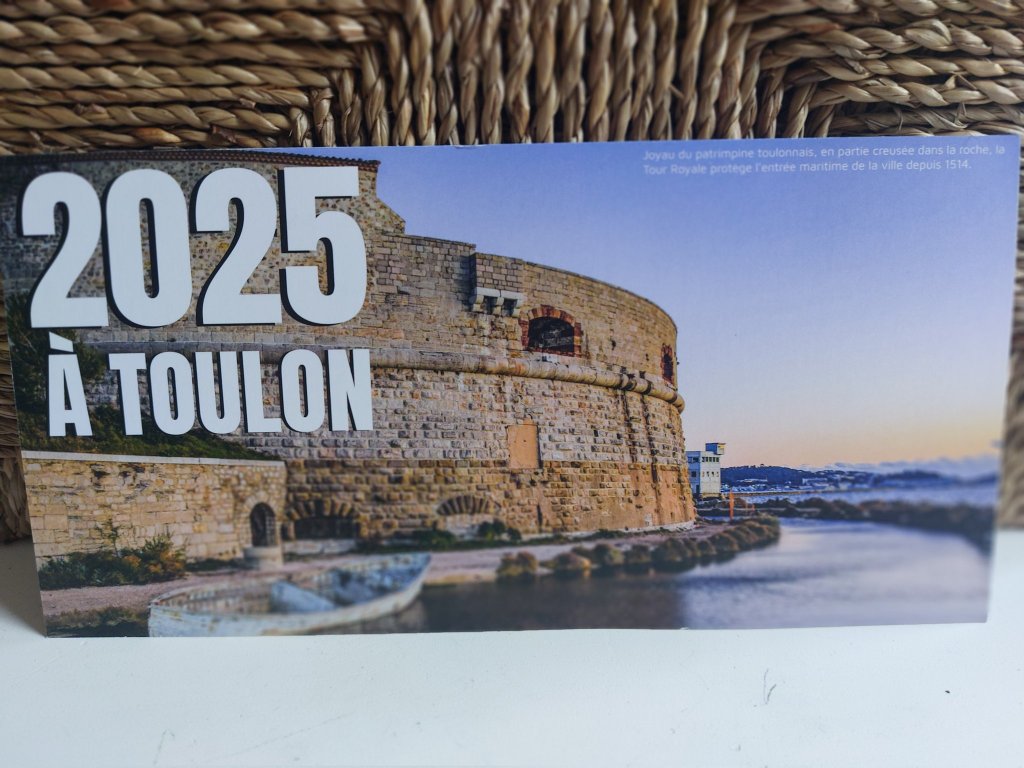 2025
À TOULON
Joyau du patrimpine toulonnais, en partie creusée dans la roche, la
Tour Royale protège l'entrée maritime de la ville depuis 1514.